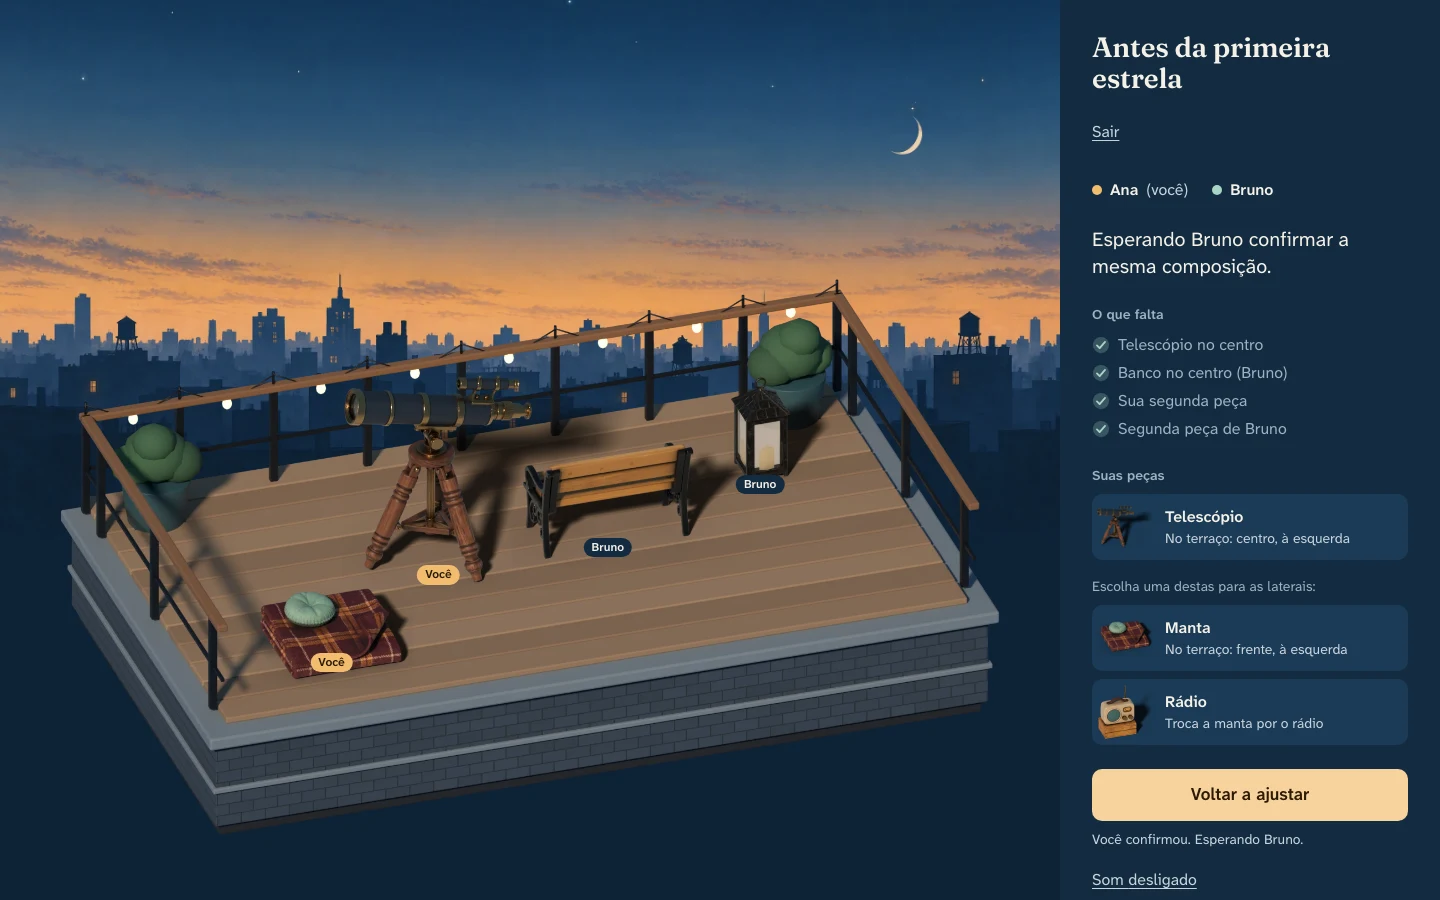 Antes da primeira
estrela
Sair
Ana (você) Bruno
Esperando Bruno confirmar a
mesma composição.
O que falta
Telescópio no centro
Banco no centro (Bruno)
Sua segunda peça
Segunda peça de Bruno
Suas peças
Telescópio
No terraço: centro, à esquerda
Escolha uma destas para as laterais:
Manta
No terraço: frente, à esquerda
Rádio
Troca a manta por o rádio
Voltar a ajustar
Você confirmou. Esperando Bruno.
Som desligado
Bruno
Bruno
Você
Você